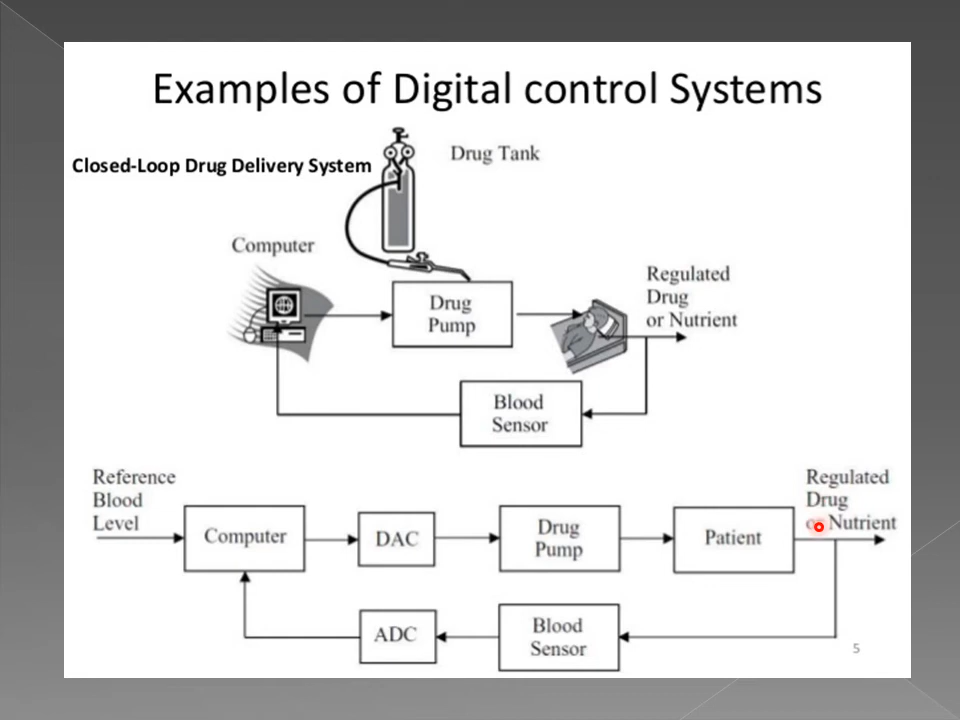 Examples of Digital control Systems
Closed-Loop Drug Delivery System
Drug Tank
Computer
Drug
Pump
Regulated
Drug
or Nutrient
Blood
Sensor
Reference
Blood
Level
Computer
DAC
Drug
Pump
Patient
Regulated
Drug
or Nutrient
ADC
Blood
Sensor
5